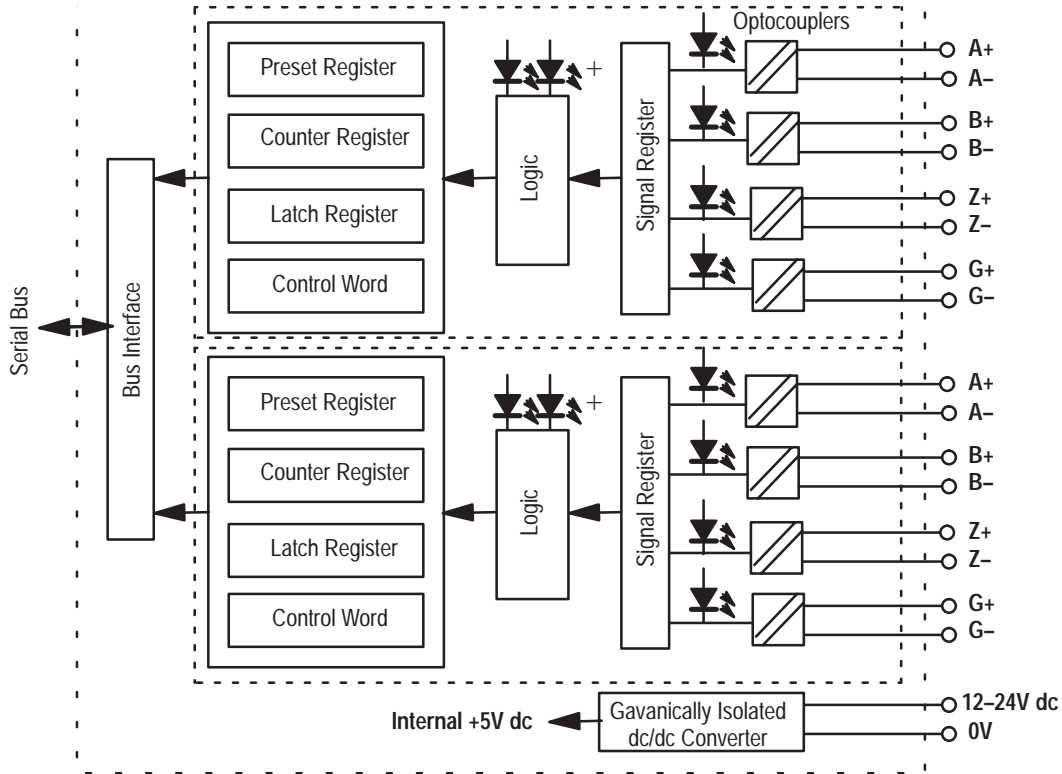 Optocouplers
Preset Register
Counter Register
Latch Register
Control Word
+
Logic
Signal Register
A+
A–
B+
B–
Z+
Z–
G+
G–
Serial Bus
Bus Interface
Preset Register
Counter Register
Latch Register
Control Word
+
Logic
Signal Register
A+
A–
B+
B–
Z+
Z–
G+
G–
Internal +5V dc
Gavanically Isolated
dc/dc Converter
12–24V dc
0V